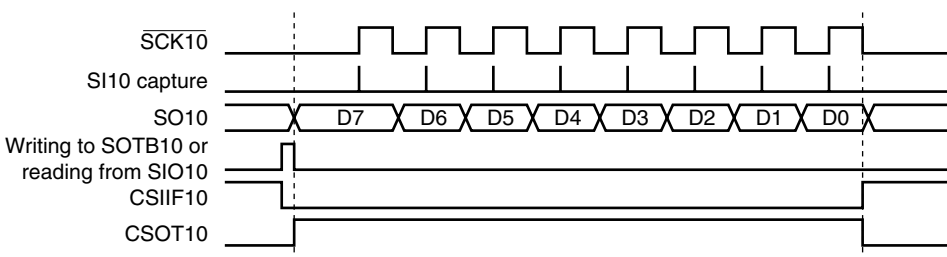 SCK10
SI10 capture
SO10 D7 D6 D5 D4 D3 D2 D1 D0
Writing to SOTB10 or
reading from SIO10
CSIIF10
CSOT10